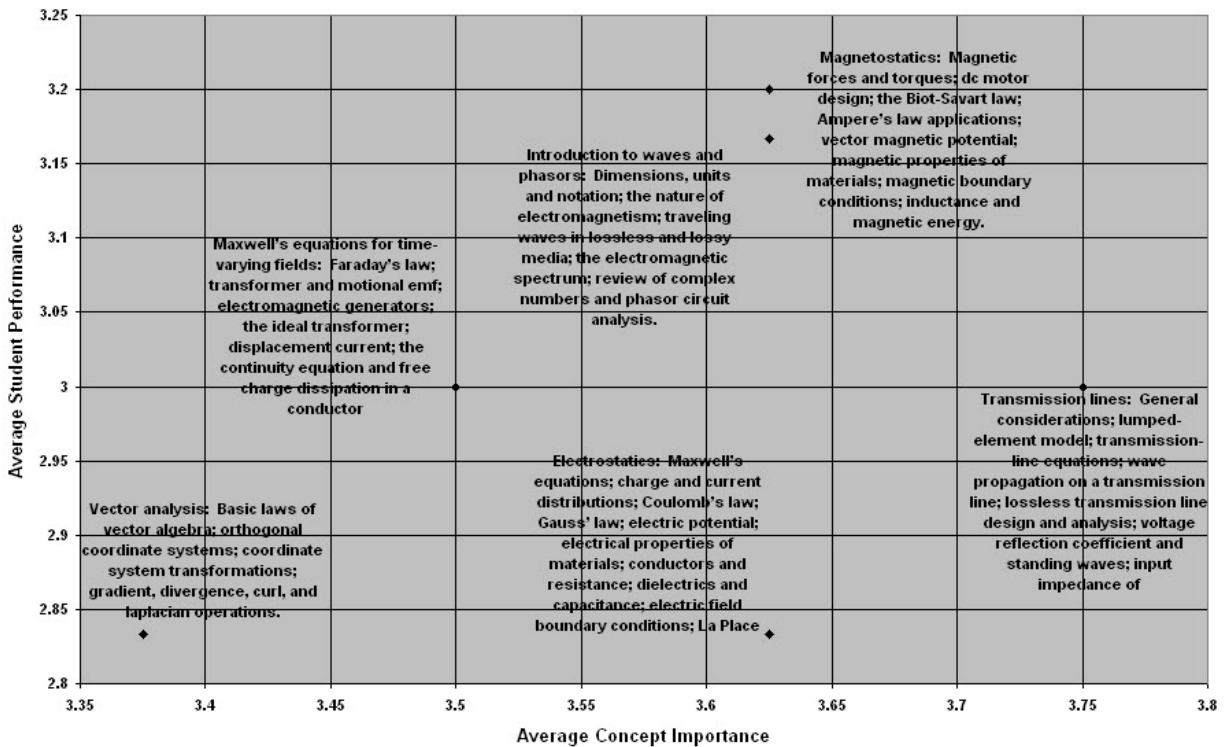 3.25
3.2
3.15
3.1
3.05
3
2.95
2.9
2.85
2.8
Average Student Performance
Magnetostatics: Magnetic
forces and torques; dc motor
design; the Biot-Savart law;
Ampere's law applications;
vector magnetic potential;
magnetic properties of
materials; magnetic boundary
conditions; inductance and
magnetic energy.
Introduction to waves and
phasors: Dimensions, units
and notation; the nature of
electromagnetism; traveling
waves in lossless and lossy
media; the electromagnetic
spectrum; review of complex
numbers and phasor circuit
analysis.
Maxwell's equations for time-
varying fields: Faraday's law;
transformer and motional emf;
electromagnetic generators;
the ideal transformer;
displacement current; the
continuity equation and free
charge dissipation in a
conductor
Transmission lines: General
considerations; lumped-
element model; transmission-
line equations; wave
propagation on a transmission
line; lossless transmission line
design and analysis; voltage
reflection coefficient and
standing waves; input
impedance of
Electrostatics: Maxwell's
equations; charge and current
distributions; Coulomb's law;
Gauss' law; electric potential;
electrical properties of
materials; conductors and
resistance; dielectrics and
capacitance; electric field
boundary conditions; La Place
Vector analysis: Basic laws of
vector algebra; orthogonal
coordinate systems; coordinate
system transformations;
gradient, divergence, curl, and
laplacian operations.
3.35 3.4 3.45 3.5 3.55 3.6 3.65 3.7 3.75 3.8
Average Concept Importance